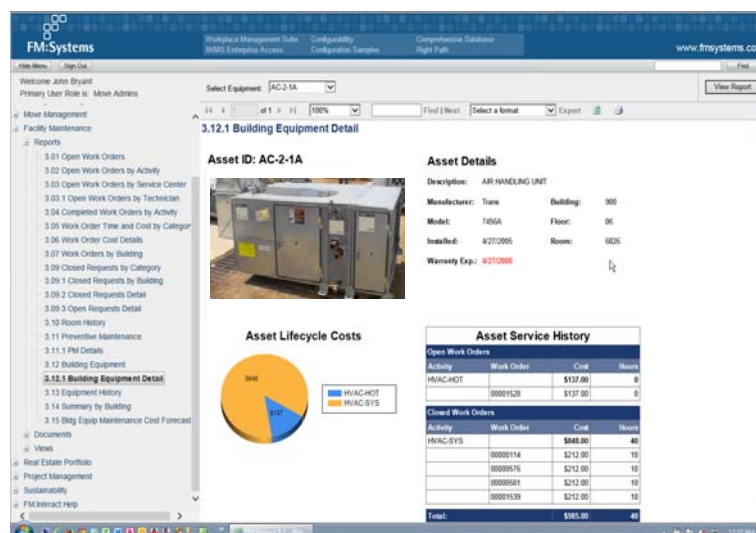 FM:Systems
Workplace Management Suite Configurability Comprehensive Database
IWMS Enterprise Access Configuration Samples Right Path
www.fmsystems.co
Hide Menu Sign Out Find
Welcome John Bryant
Primary User Role is: Move Admins
Select Equipment: AC-2-1A View Report
Move Management
Facility Maintenance
Reports
3.01 Open Work Orders
3.02 Open Work Orders by Activity
3.03 Open Work Orders by Service Center
3.03.1 Open Work Orders by Technician
3.04 Completed Work Orders by Activity
3.05 Work Order Time and Cost by Categor
3.06 Work Order Cost Details
3.07 Work Orders by Building
3.09 Closed Requests by Category
3.09.1 Closed Requests by Building
3.09.2 Closed Requests Detail
3.09.3 Open Requests Detail
3.10 Room History
3.11 Preventive Maintenance
3.11.1 PM Details
3.12 Building Equipment
3.12.1 Building Equipment Detail
3.13 Equipment History
3.14 Summary by Building
3.15 Bldg Equip Maintenance Cost Forecast
Documents
Views
Real Estate Portfolio
Project Management
Sustainability
FM:Interact Help
of 1 100% Find | Next Select a format Export
3.12.1 Building Equipment Detail
Asset ID: AC-2-1A
Asset Details
Description: AIR HANDLING UNIT
Manufacturer: Trane Building: 900
Model: 7456A Floor: 06
Installed: 4/27/2005 Room: 6026
Warranty Exp.: 4/27/2008
Asset Lifecycle Costs
$848
$137
HVAC-HOT
HVAC-SYS
Asset Service History
Open Work Orders
Activity Work Order Cost Hours
HVAC-HOT $137.00 0
00001528 $137.00 0
Closed Work Orders
Activity Work Order Cost Hours
HVAC-SYS $848.00 40
00000114 $212.00 10
00000576 $212.00 10
00000581 $212.00 10
00001539 $212.00 10
Total: $985.00 40